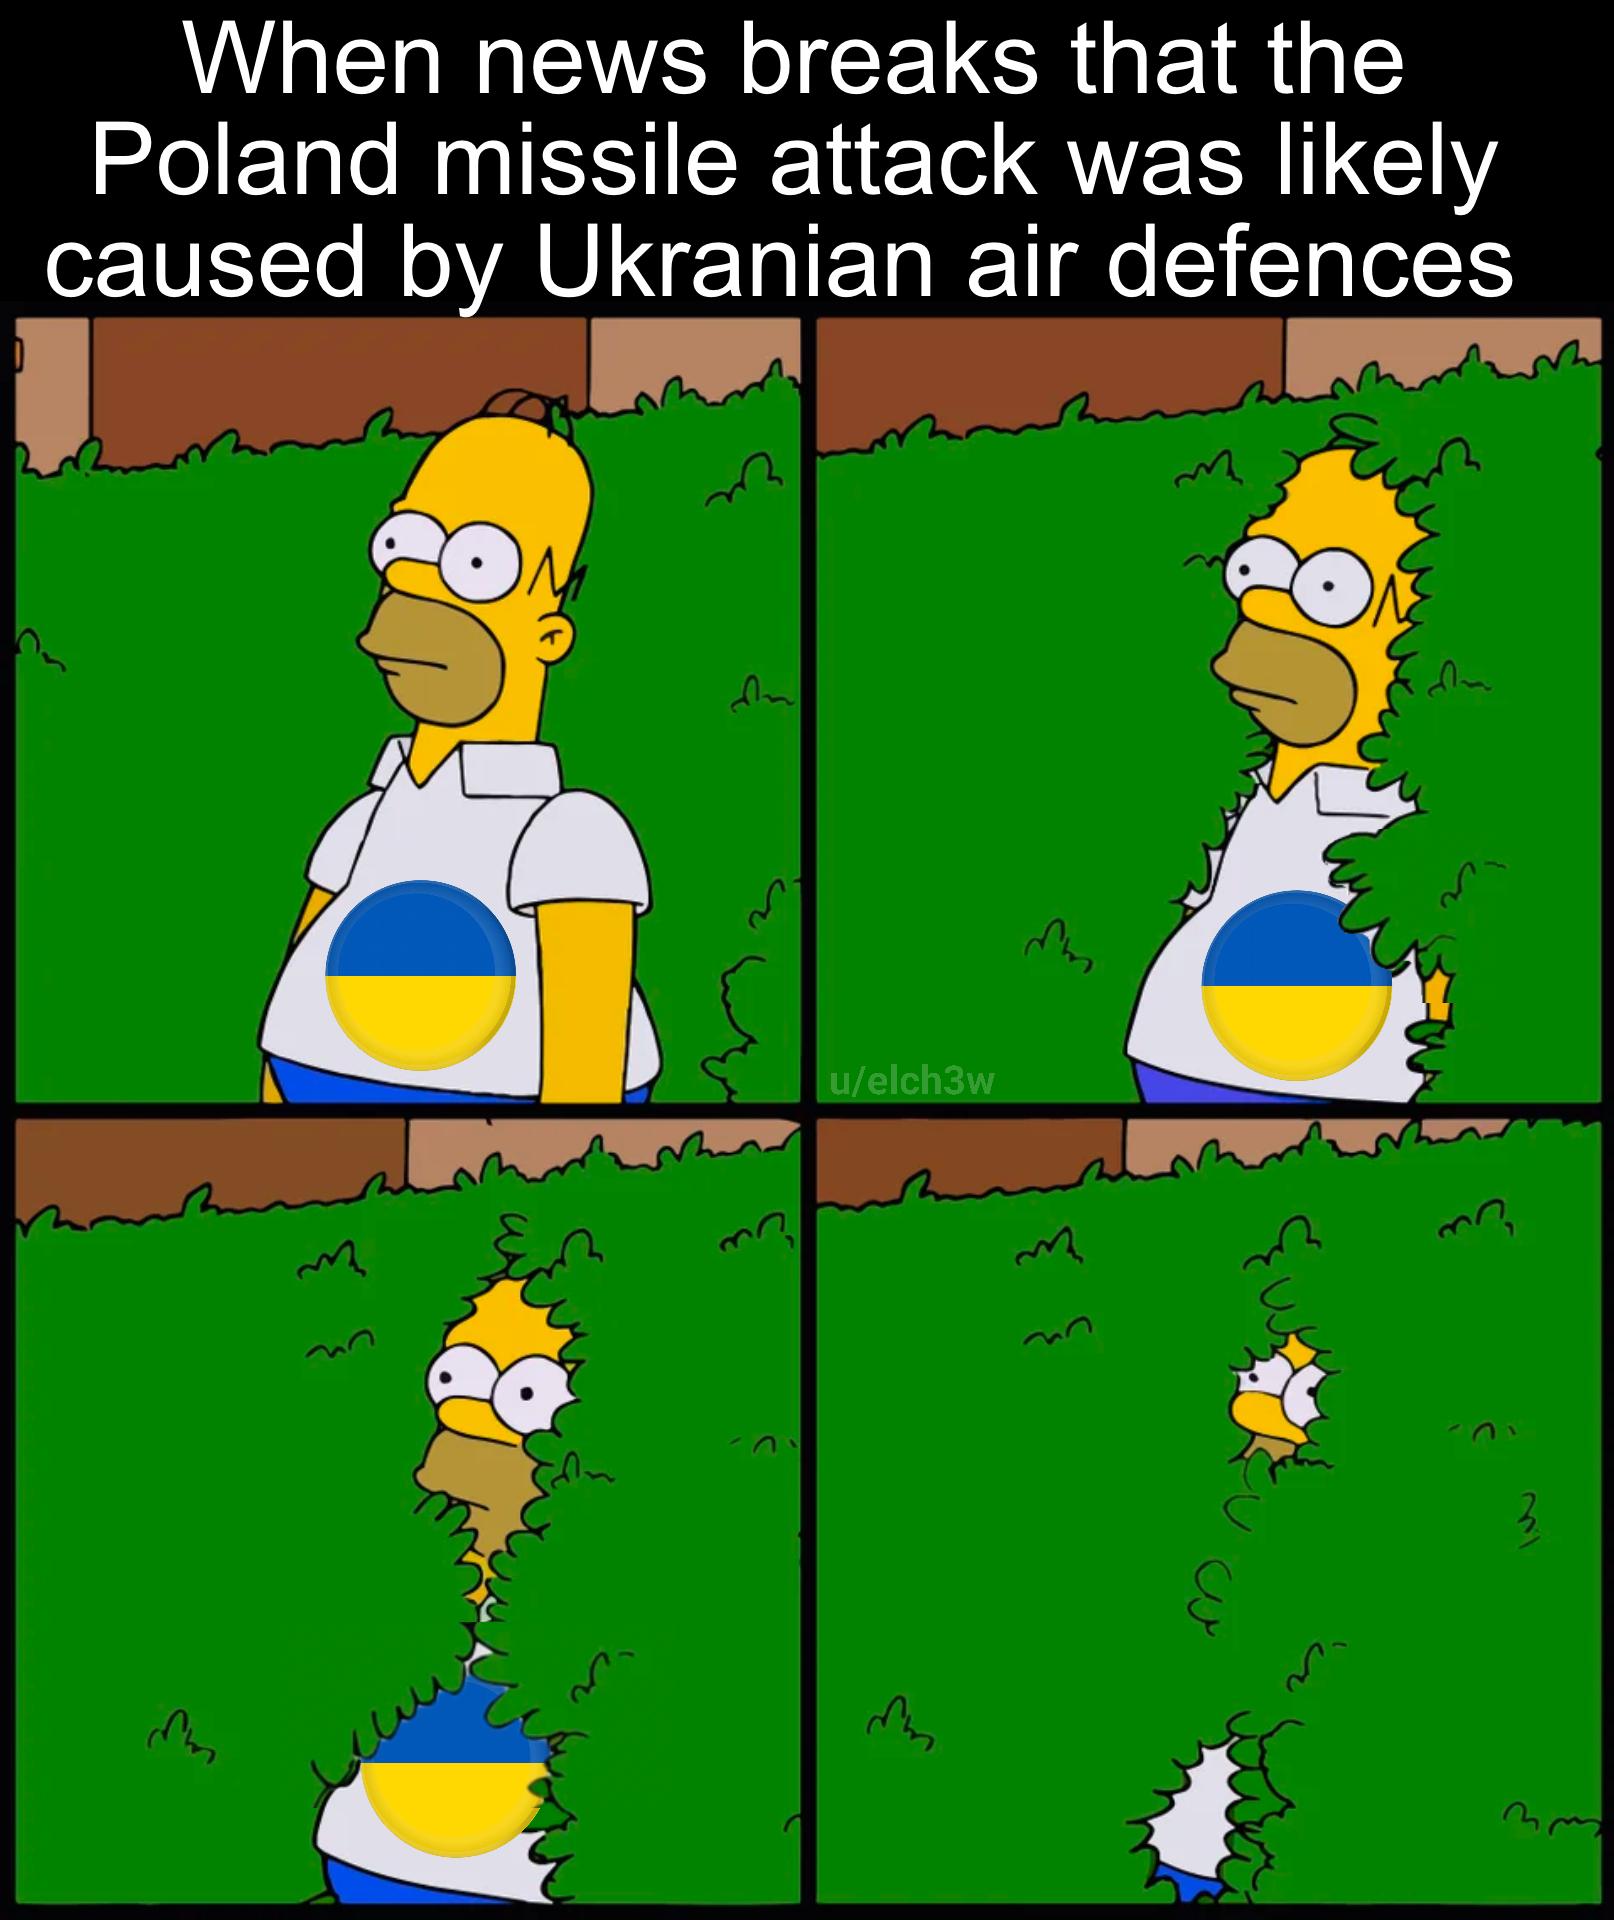 When news breaks that the
Poland missile attack was likely
caused by Ukranian air defences
u/elch3w